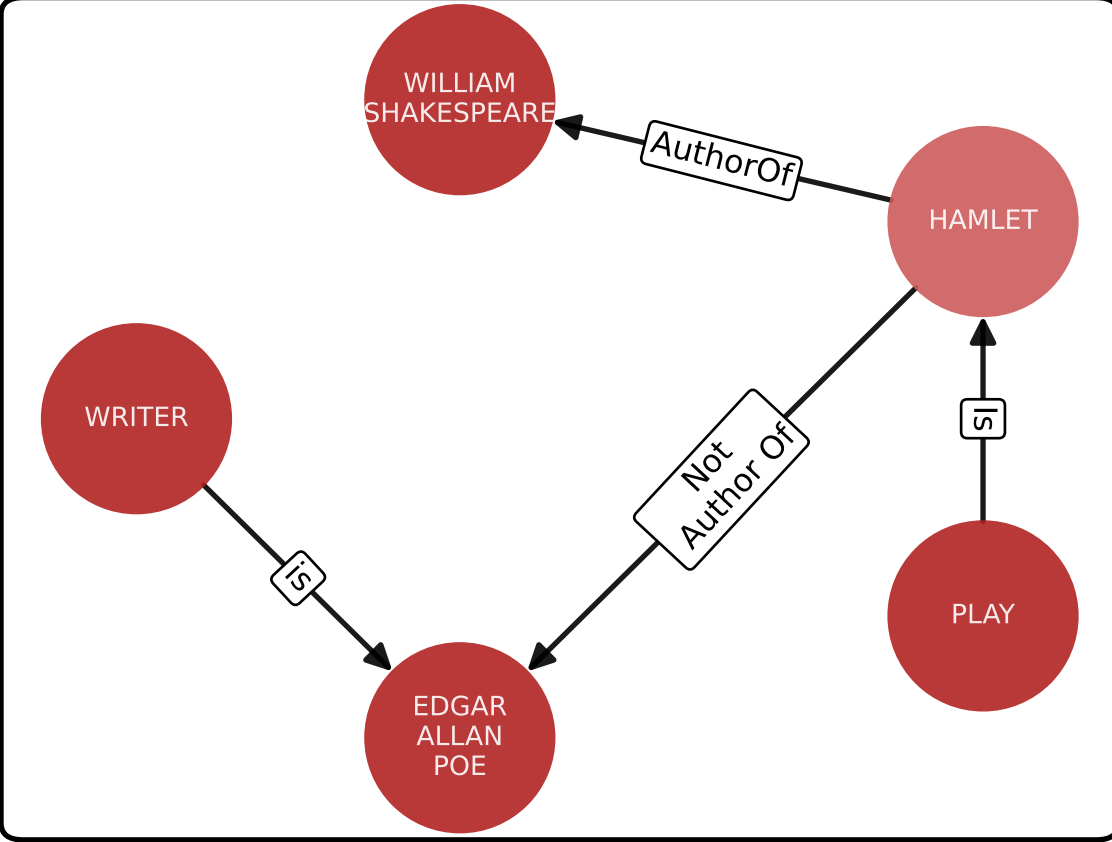 WILLIAM
SHAKESPEARE
AuthorOf
HAMLET
WRITER
Not
Author Of
Is
is
PLAY
EDGAR
ALLAN
POE